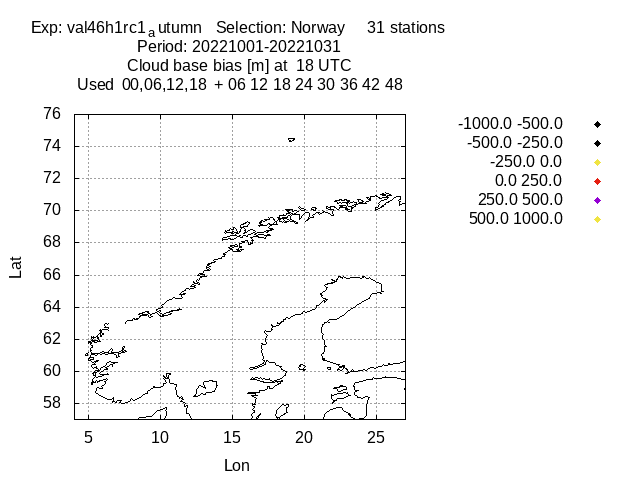 Exp: val46h1rc1_autumn   Selection: Norway     31 stations
Period: 20221001-20221031
Cloud base bias [m] at  18 UTC
Used  00,06,12,18  + 06 12 18 24 30 36 42 48
76
74
72
70
68
66
64
62
60
58
Lat
5 10 15 20 25
Lon
-1000.0 -500.0
-500.0 -250.0
-250.0 0.0
0.0 250.0
250.0 500.0
500.0 1000.0